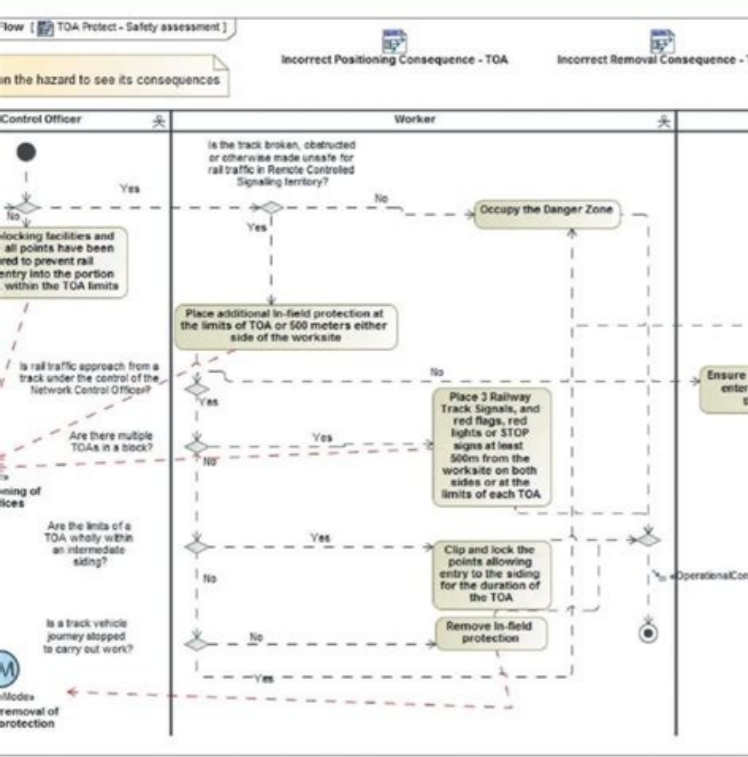 Flow [ TOA Protect - Safety assessment ]
Incorrect Positioning Consequence - TOA
Incorrect Removal Consequence -
the hazard to see its consequences
Control Officer
Worker
Is the track broken, obstructed
or otherwise made unsafe for
rail traffic in Remote Controlled
Signaling territory?
Yes
No
No
Yes
Occupy the Danger Zone
locking facilities and
all points have been
red to prevent rail
entry into the portion
within the TOA limits
Place additional In-field protection at
the limits of TOA or 500 meters either
side of the worksite
Is rail traffic approach from a
track under the control of the
Network Control Officer?
No
Yes
Ensure
enter
Place 3 Railway
Track Signals, and
red flags, red
lights or STOP
signs at least
500m from the
worksite on both
sides or at the
limits of each TOA
Are there multiple
TOAs in a block?
Yes
No
ning of
ices
Are the limits of a
TOA wholly within
an intermediate
siding?
Yes
No
Clip and lock the
points allowing
entry to the siding
for the duration of
the TOA
OperationalCon
Is a track vehicle
journey stopped
to carry out work?
No
Remove In-field
protection
Yes
M
Mode»
removal of
protection